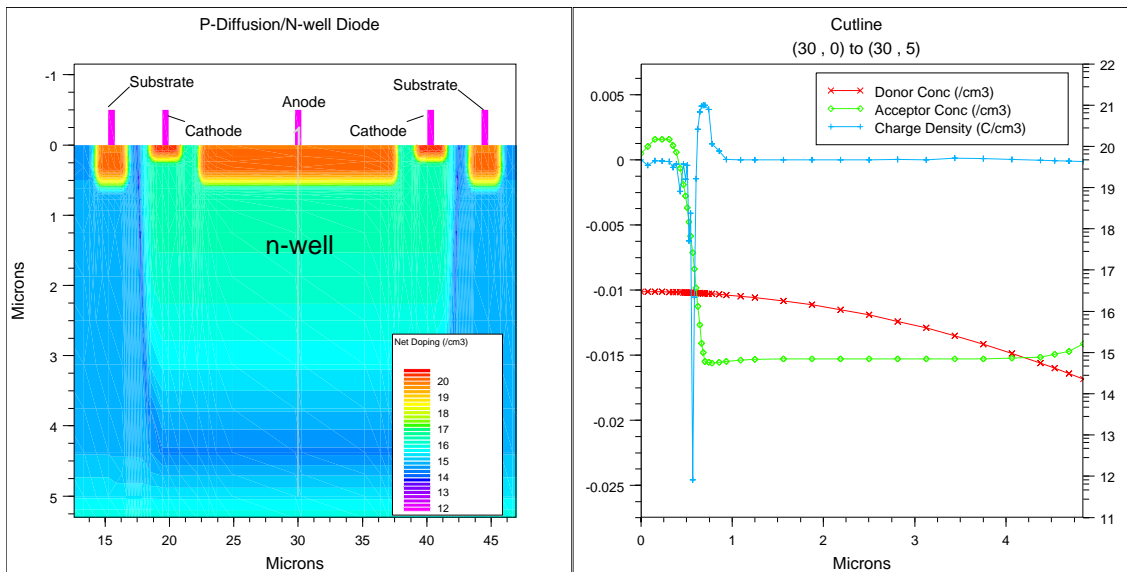 P-Diffusion/N-well Diode
Substrate
Cathode
Anode
Cathode
Substrate
-1
0
1
2
3
4
5
Microns
1
n-well
Net Doping (/cm3)
20
19
18
17
16
15
14
13
12
15 20 25 30 35 40 45
Microns
Cutline
(30 , 0) to (30 , 5)
Donor Conc (/cm3)
Acceptor Conc (/cm3)
Charge Density (C/cm3)
0.005
0
-0.005
-0.01
-0.015
-0.02
-0.025
22
21
20
19
18
17
16
15
14
13
12
11
0 1 2 3 4
Microns